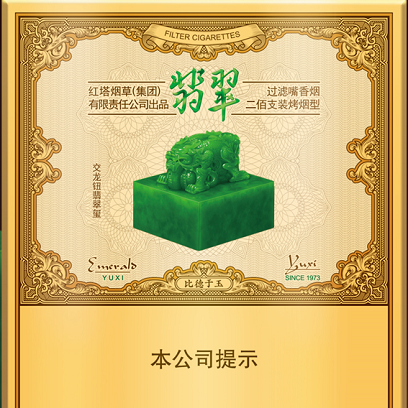 FILTER CIGARETTES
红塔烟草(集团)
有限责任公司出品
翡翠
过滤嘴香烟
二佰支装烤烟型
交龙钮翡翠玺
Emerald
YUXI
Yuxi
SINCE 1973
比德于玉
本公司提示